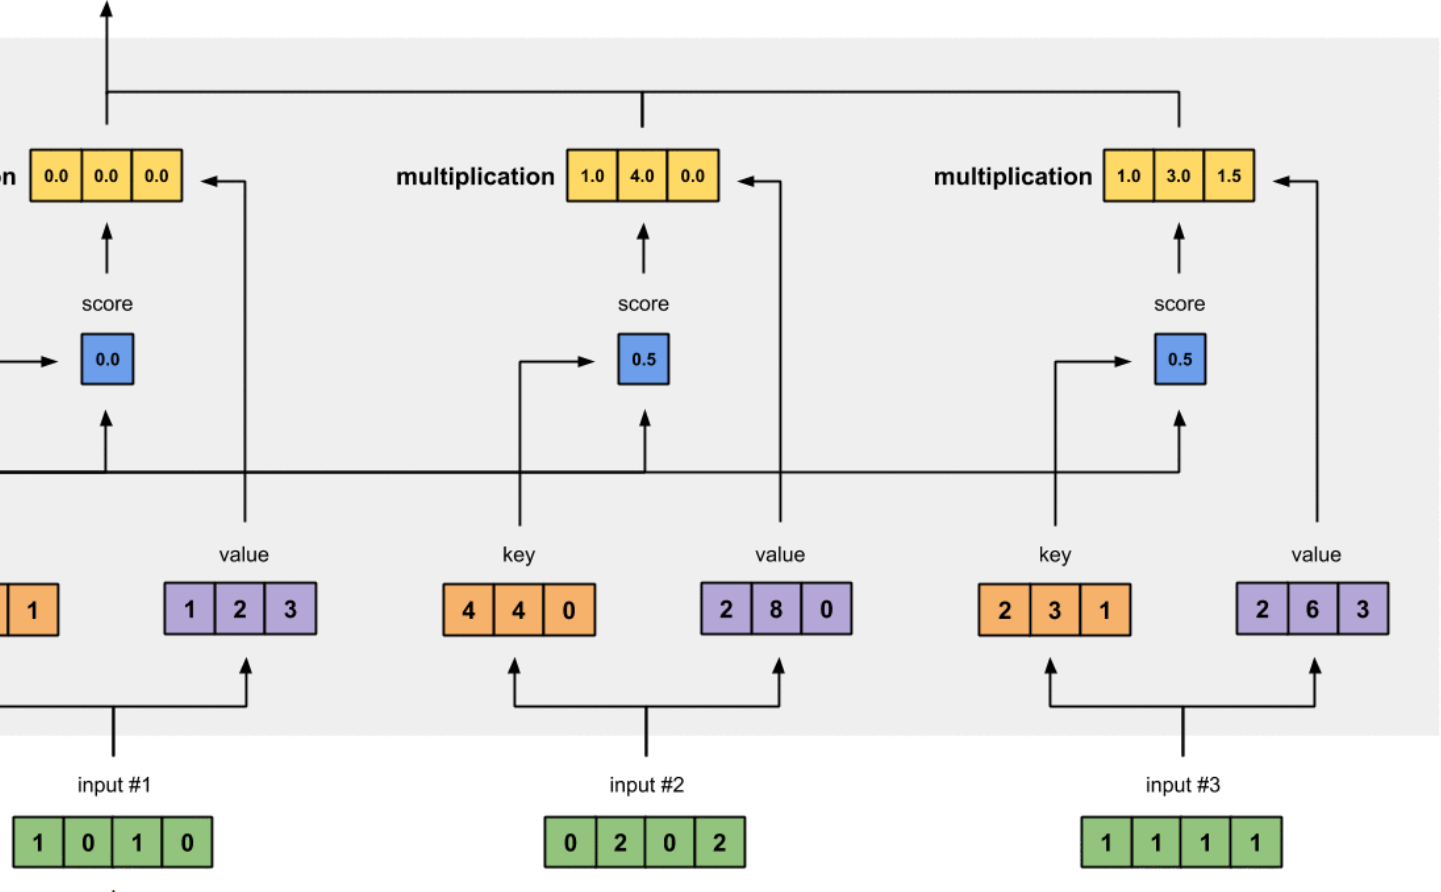 n 0.0 0.0 0.0 multiplication 1.0 4.0 0.0 multiplication 1.0 3.0 1.5
score score score
0.0 0.5 0.5
value key value key value
1 1 2 3 4 4 0 2 8 0 2 3 1 2 6 3
input #1 input #2 input #3
1 0 1 0 0 2 0 2 1 1 1 1